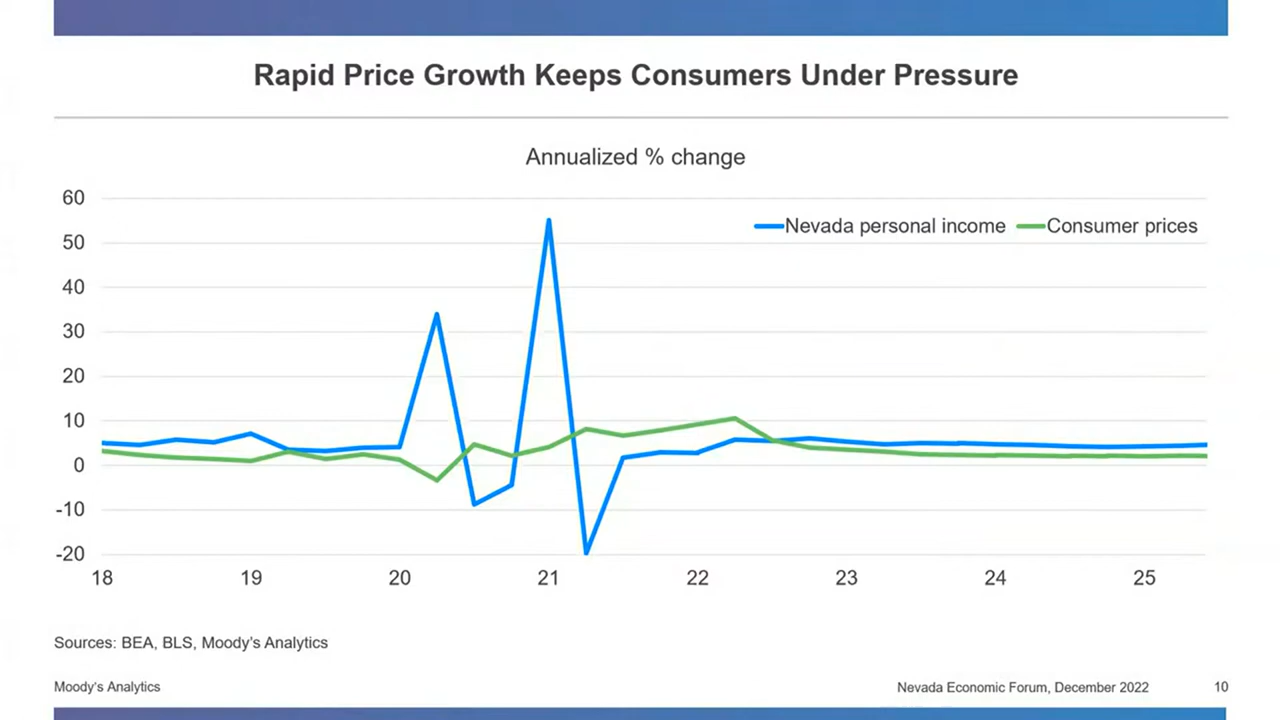 Rapid Price Growth Keeps Consumers Under Pressure
Annualized % change
60
50
40
30
20
10
0
-10
-20
Nevada personal income
Consumer prices
18 19 20 21 22 23 24 25
Sources: BEA, BLS, Moody's Analytics
Moody's Analytics
Nevada Economic Forum, December 2022
10